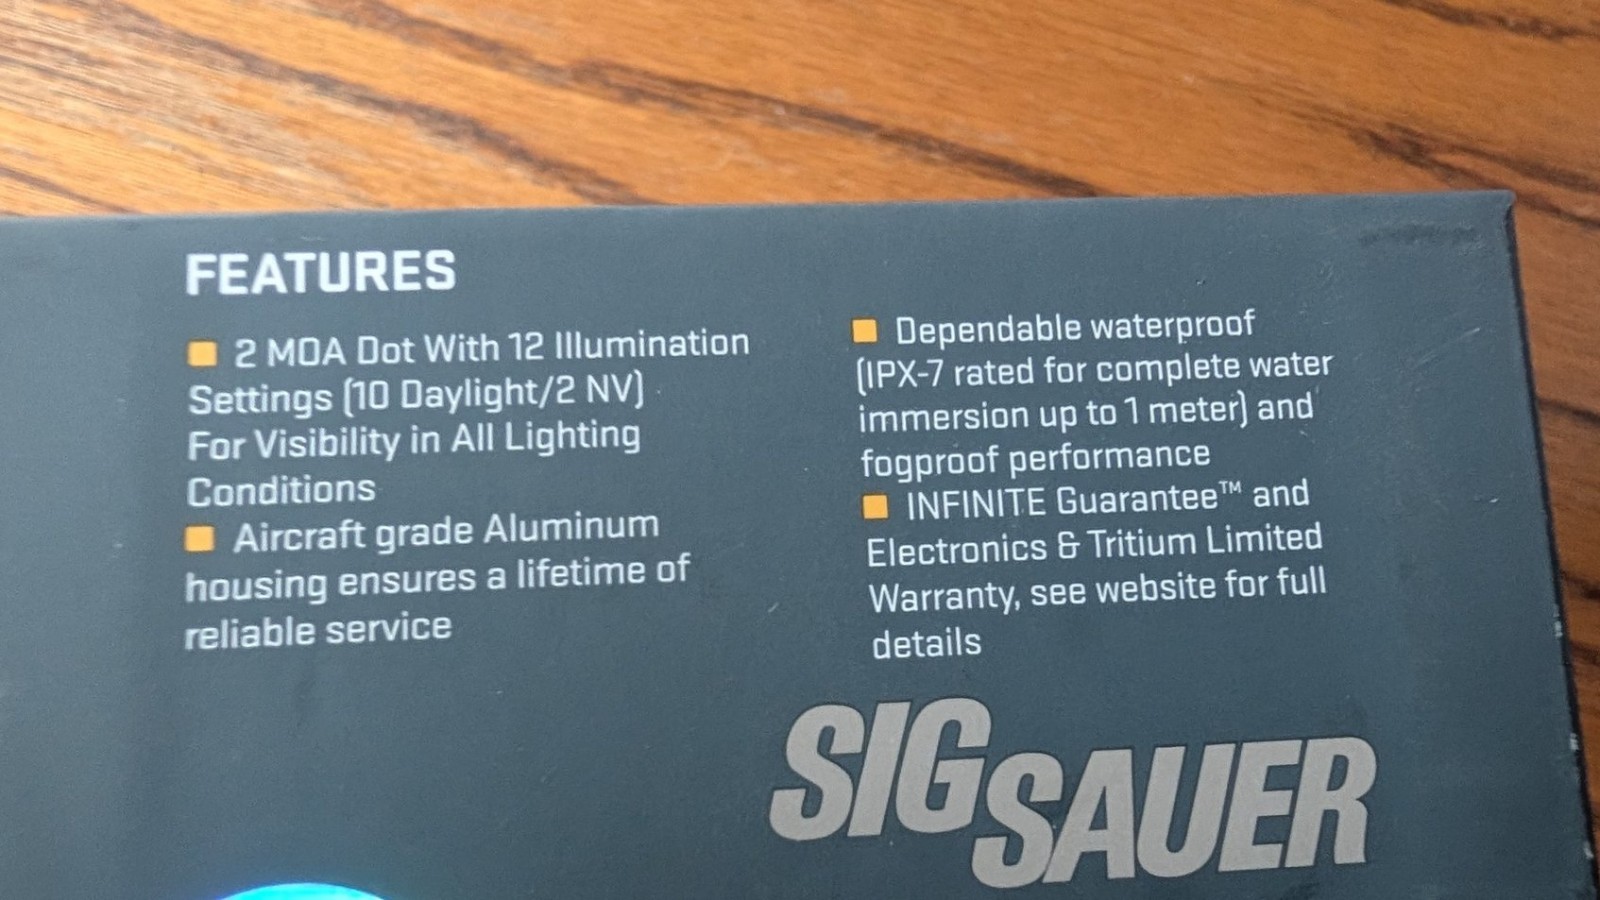 FEATURES
2 MOA Dot With 12 Illumination
Settings (10 Daylight/2 NV)
For Visibility in All Lighting
Conditions
Aircraft grade Aluminum
housing ensures a lifetime of
reliable service
Dependable waterproof
(IPX-7 rated for complete water
immersion up to 1 meter) and
fogproof performance
INFINITE Guarantee™ and
Electronics & Tritium Limited
Warranty, see website for full
details
SIG SAUER